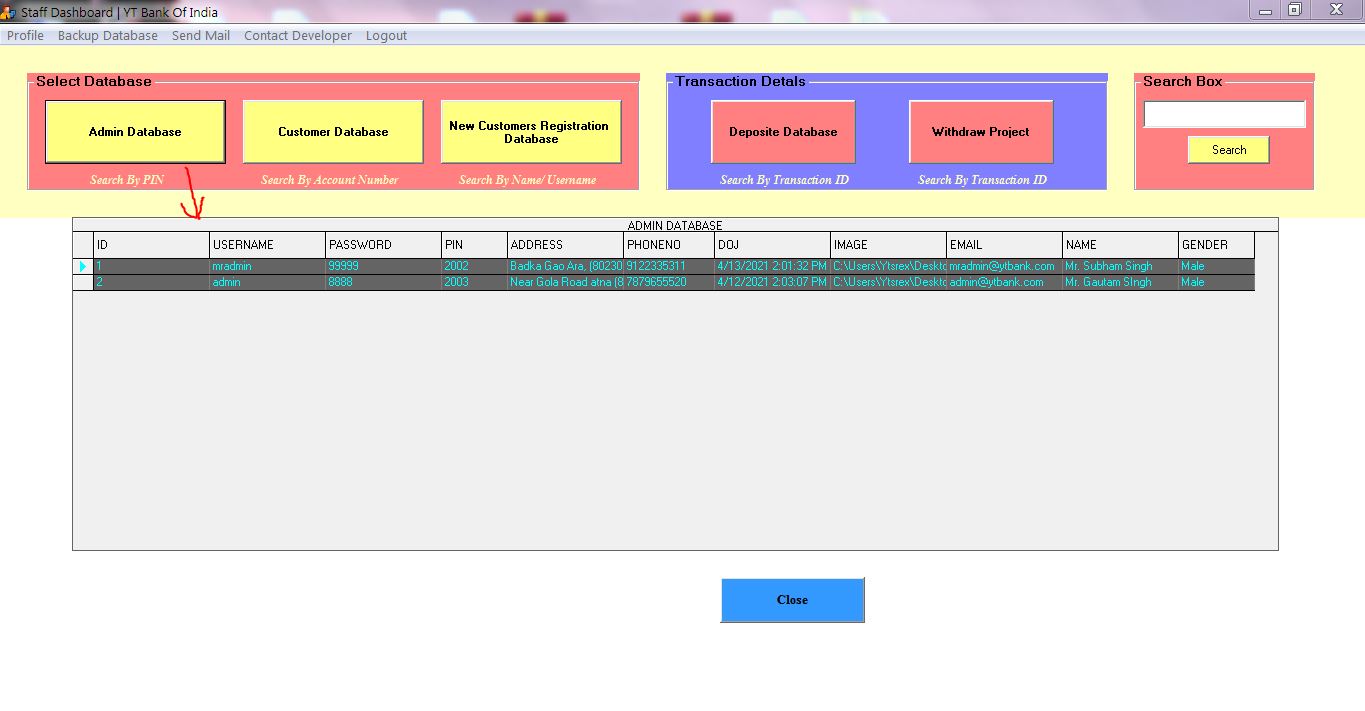 Staff Dashboard | YT Bank Of India
Profile Backup Database Send Mail Contact Developer Logout
Select Database
Admin Database
Customer Database
New Customers Registration
Database
Search By PIN
Search By Account Number
Search By Name/ Username
Transaction Detals
Deposite Database
Withdraw Project
Search By Transaction ID
Search By Transaction ID
Search Box
Search
ADMIN DATABASE
ID USERNAME PASSWORD PIN ADDRESS PHONENO DOJ IMAGE EMAIL NAME GENDER
1 mradmin 99999 2002 Badka Gao Ara, (80230 9122335311 4/13/2021 2:01:32 PM C:\Users\Ytsrex\Deskto mradmin@ytbank.com Mr. Subham Singh Male
2 admin 8888 2003 Near Gola Road atna (8 7879655520 4/12/2021 2:03:07 PM C:\Users\Ytsrex\Deskto admin@ytbank.com Mr. Gautam SIngh Male
Close